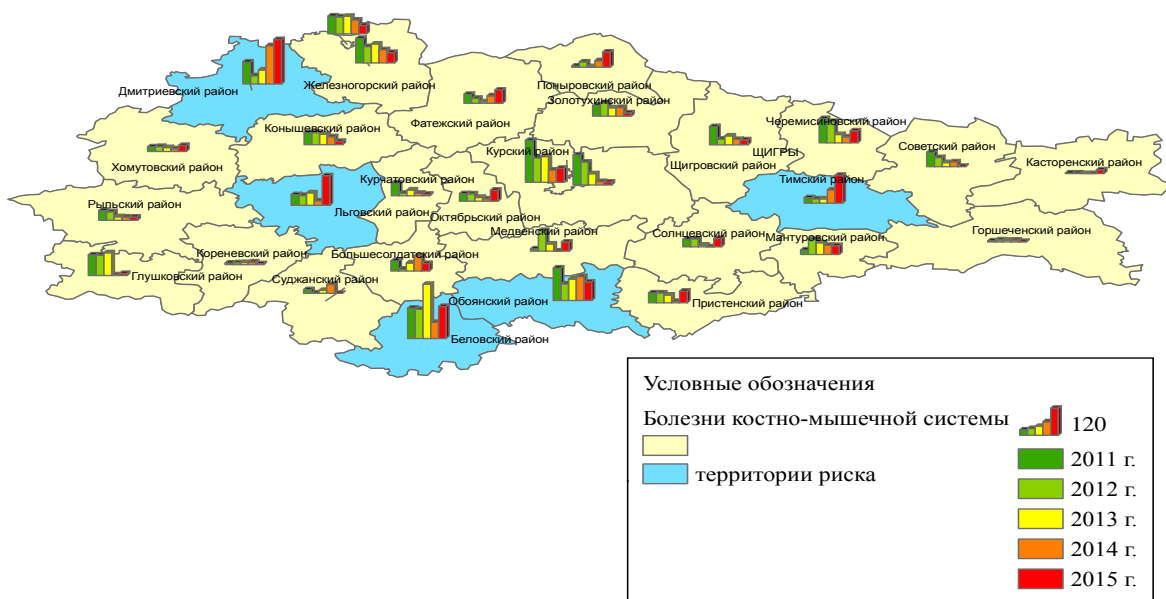 Дмитриевский район
Железногорский район
Поныровский район
Золотухинский район
Фатежский район
Конышевский район
Черемисиновский район
Хомутовский район
Курский район
ЩИГРЫ
Щигровский район
Советский район
Касторенский район
Курчатовский район
Тимский район
Рыльский район
Льговский район
Октябрьский район
Медвенский район
Солнцевский район
Мантуровский район
Горшеченский район
Кореневский район
Большесолдатский район
Глушковский район
Суджанский район
Обоянский район
Пристенский район
Беловский район
Условные обозначения
Болезни костно-мышечной системы
120
территории риска
2011 г.
2012 г.
2013 г.
2014 г.
2015 г.